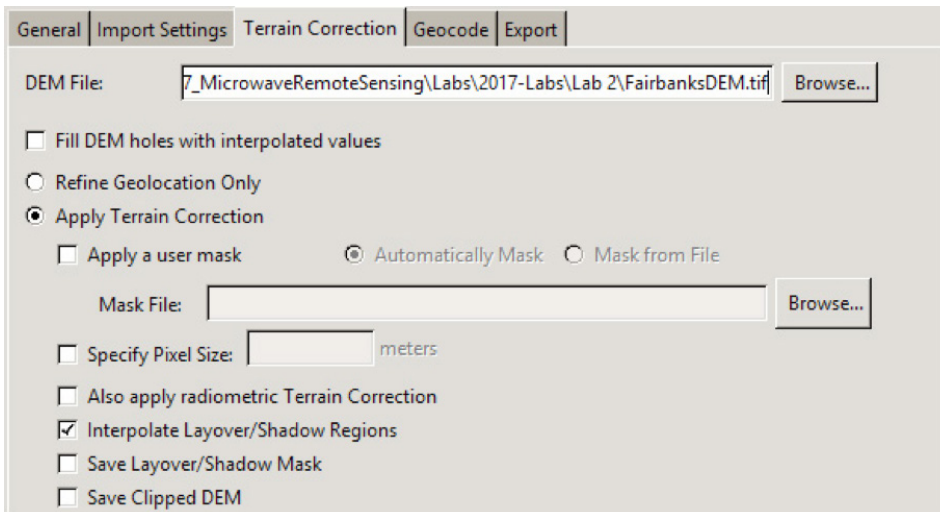 General Import Settings Terrain Correction Geocode Export
DEM File: 7_MicrowaveRemoteSensing\Labs\2017-Labs\Lab 2\FairbanksDEM.tif Browse...
Fill DEM holes with interpolated values
Refine Geolocation Only
Apply Terrain Correction
Apply a user mask Automatically Mask Mask from File
Mask File: Browse...
Specify Pixel Size: meters
Also apply radiometric Terrain Correction
Interpolate Layover/Shadow Regions
Save Layover/Shadow Mask
Save Clipped DEM